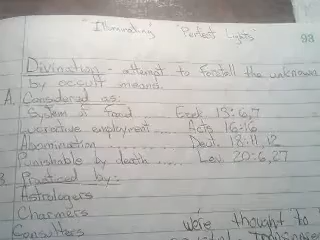 "Illuminating" "Perfect Lights" 98
Divination - attempt to foretell the unknown
by occult means.
A. Considered as:
System of fraud ... Ezek. 13:6,7
Lucrative employment .... Acts 16:16
Abomination ........ Deut. 18:11,12
Punishable by death ..... Lev. 20:6,27
B. Practiced by:
Astrologers
Charmers were thought to
Consulters